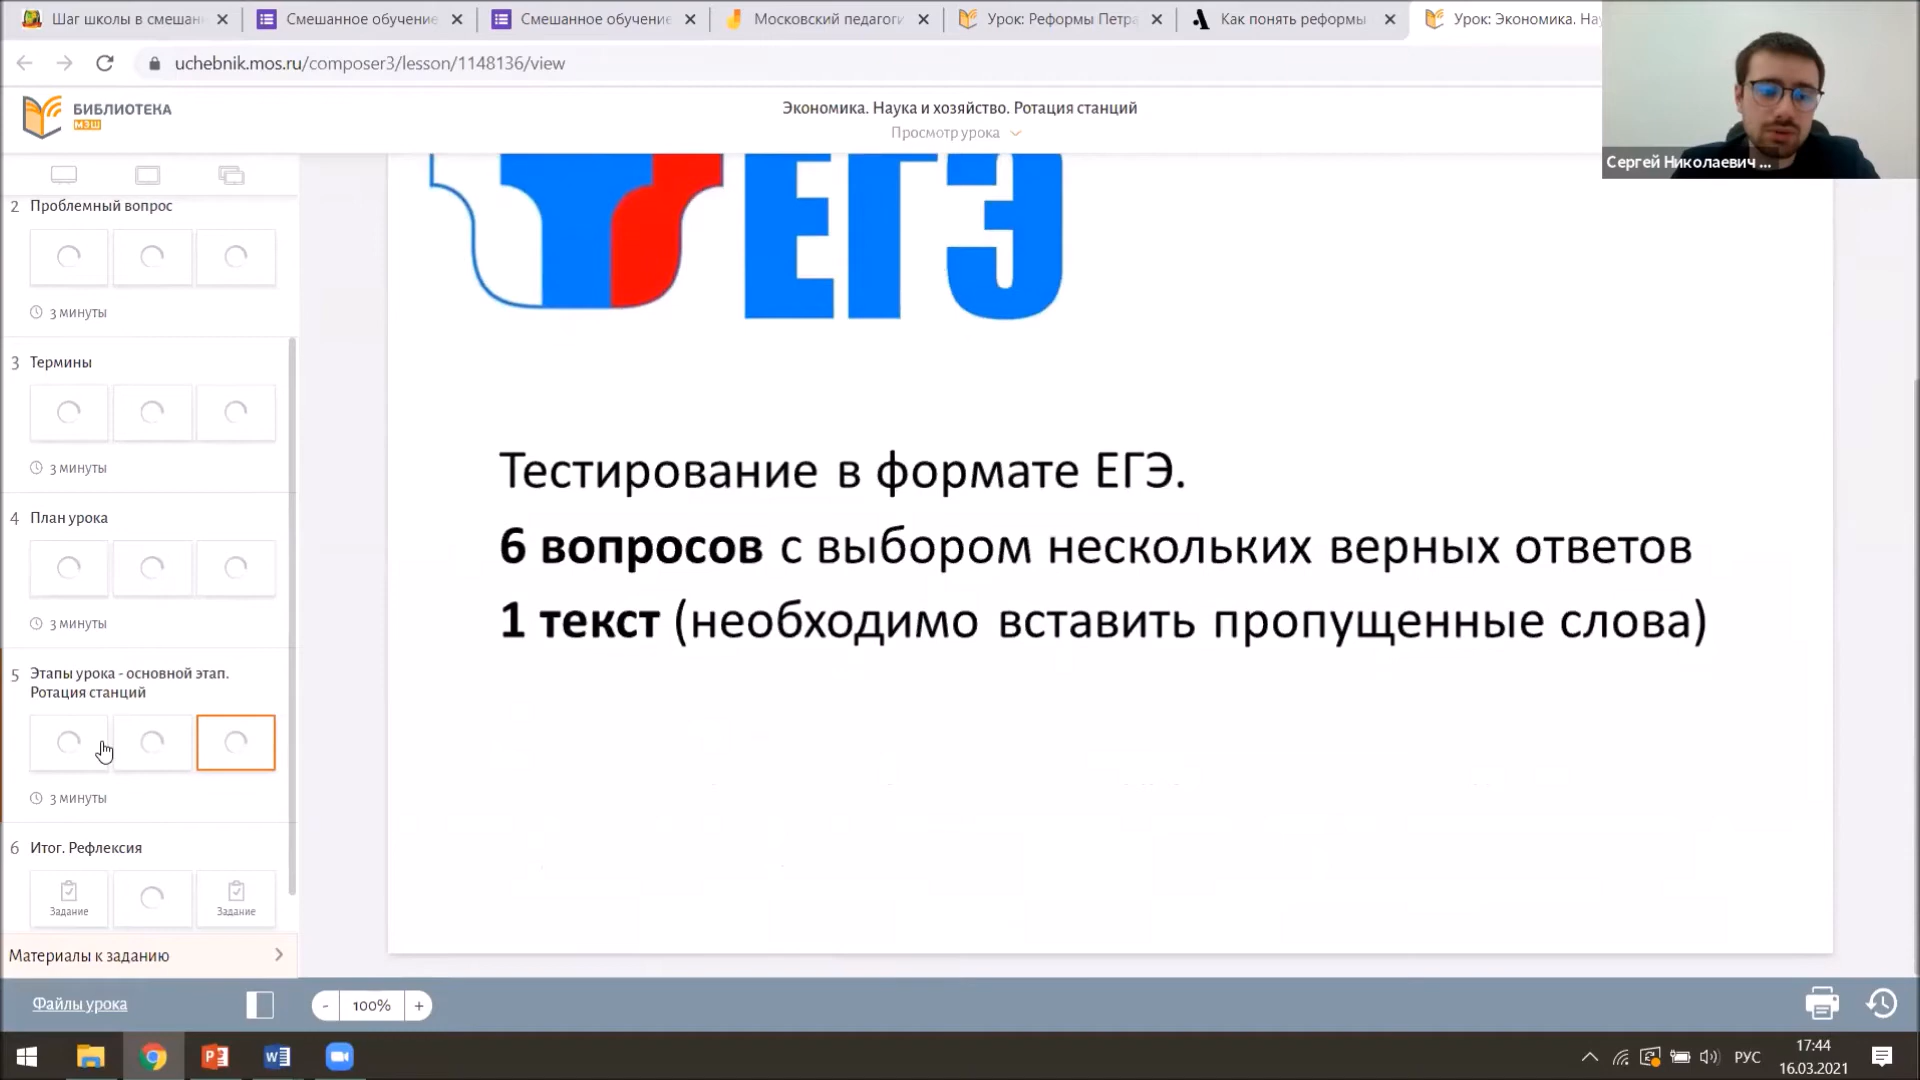 Шаг школы в смешан
Смешанное обучение
Смешанное обучение
Московский педагоги
Урок: Реформы Петра
Как понять реформы
Урок: Экономика. Нау
uchebnik.mos.ru/composer3/lesson/1148136/view
БИБЛИОТЕКА
МЭШ
Экономика. Наука и хозяйство. Ротация станций
Просмотр урока
Сергей Николаевич ...
2 Проблемный вопрос
3 минуты
3 Термины
3 минуты
4 План урока
3 минуты
5 Этапы урока - основной этап.
Ротация станций
3 минуты
6 Итог. Рефлексия
Задание
Задание
Материалы к заданию
ЕГЭ
Тестирование в формате ЕГЭ.
6 вопросов с выбором нескольких верных ответов
1 текст (необходимо вставить пропущенные слова)
Файлы урока
- 100% +
РУС
17:44
16.03.2021